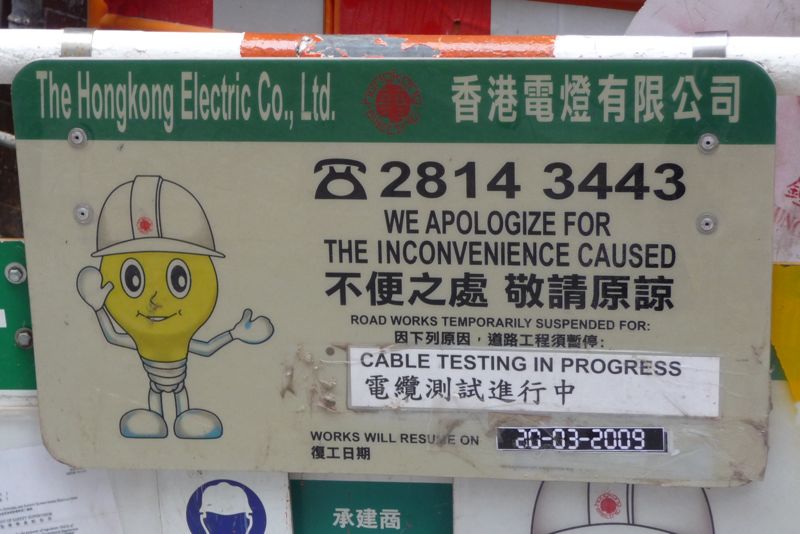 The Hongkong Electric Co., Ltd. 香港電燈有限公司
2814 3443
WE APOLOGIZE FOR
THE INCONVENIENCE CAUSED
不便之處 敬請原諒
ROAD WORKS TEMPORARILY SUSPENDED FOR:
因下列原因，道路工程須暫停:
CABLE TESTING IN PROGRESS
電纜測試進行中
WORKS WILL RESUME ON 20-03-2009
復工日期
承建商